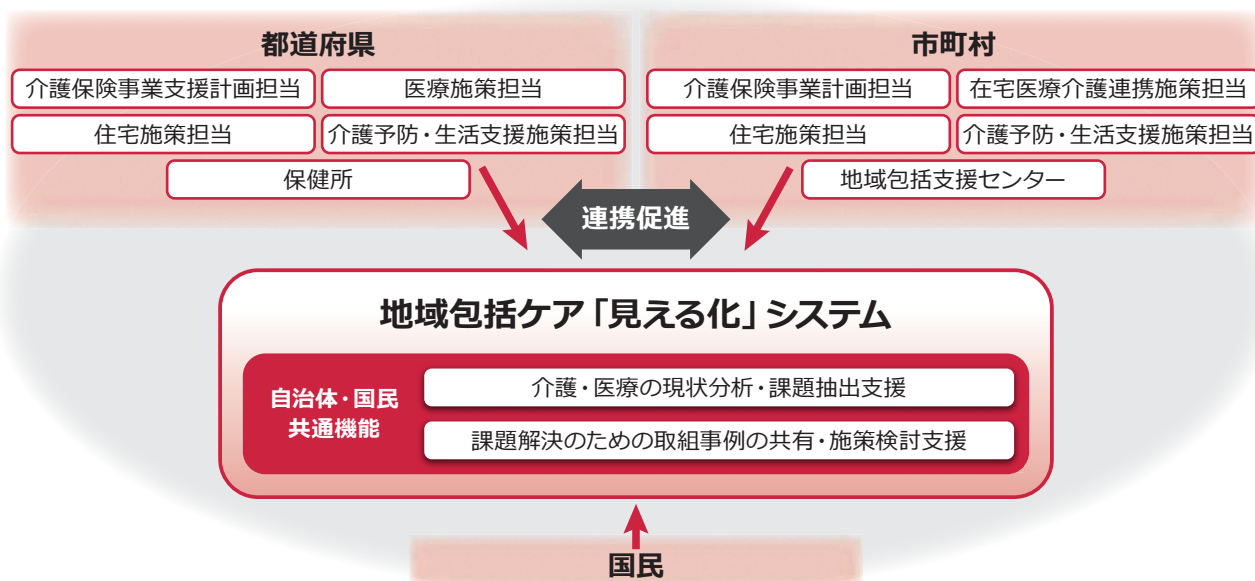 都道府県
介護保険事業支援計画担当
医療施策担当
住宅施策担当
介護予防・生活支援施策担当
保健所
市町村
介護保険事業計画担当
在宅医療介護連携施策担当
住宅施策担当
介護予防・生活支援施策担当
地域包括支援センター
連携促進
地域包括ケア「見える化」システム
自治体・国民
共通機能
介護・医療の現状分析・課題抽出支援
課題解決のための取組事例の共有・施策検討支援
国民